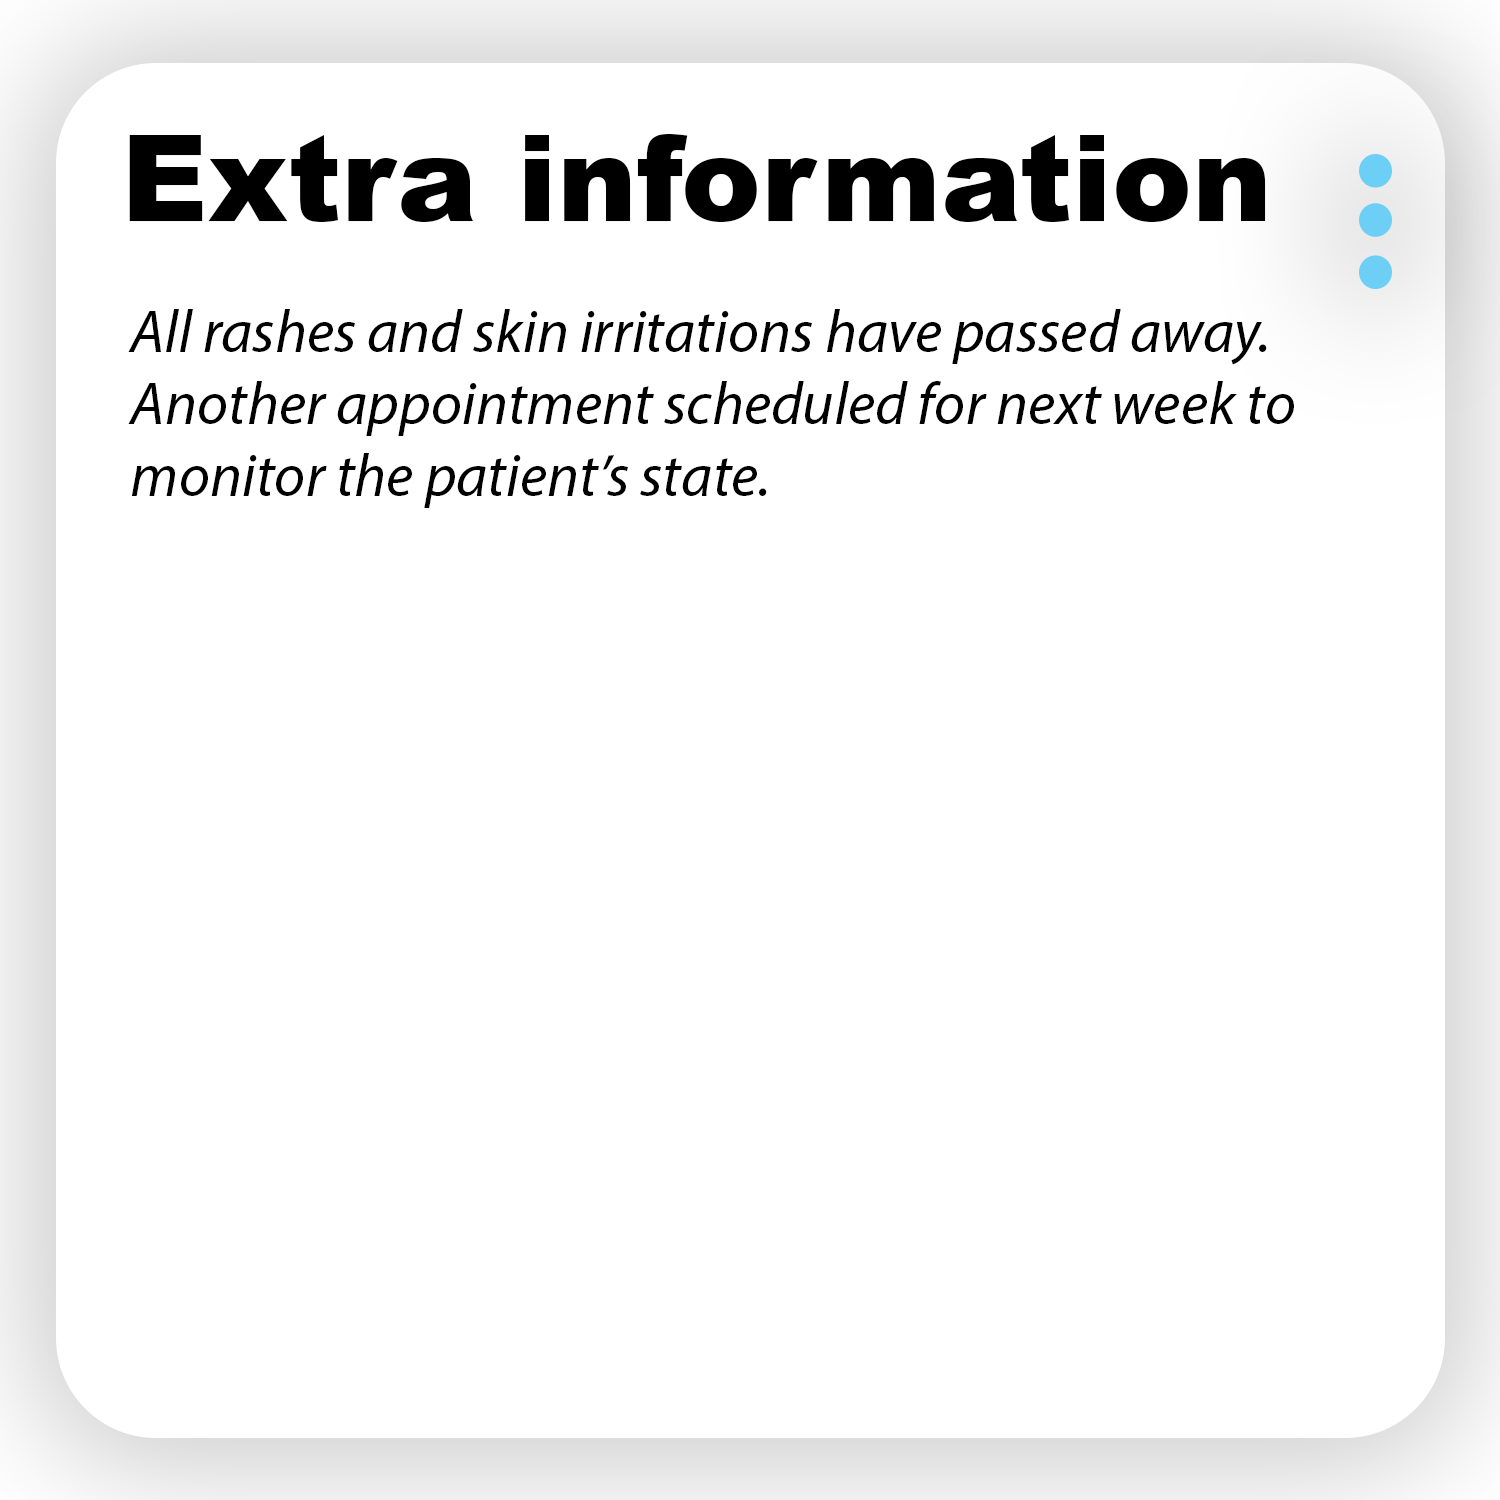 Extra information
All rashes and skin irritations have passed away.
Another appointment scheduled for next week to
monitor the patient’s state.